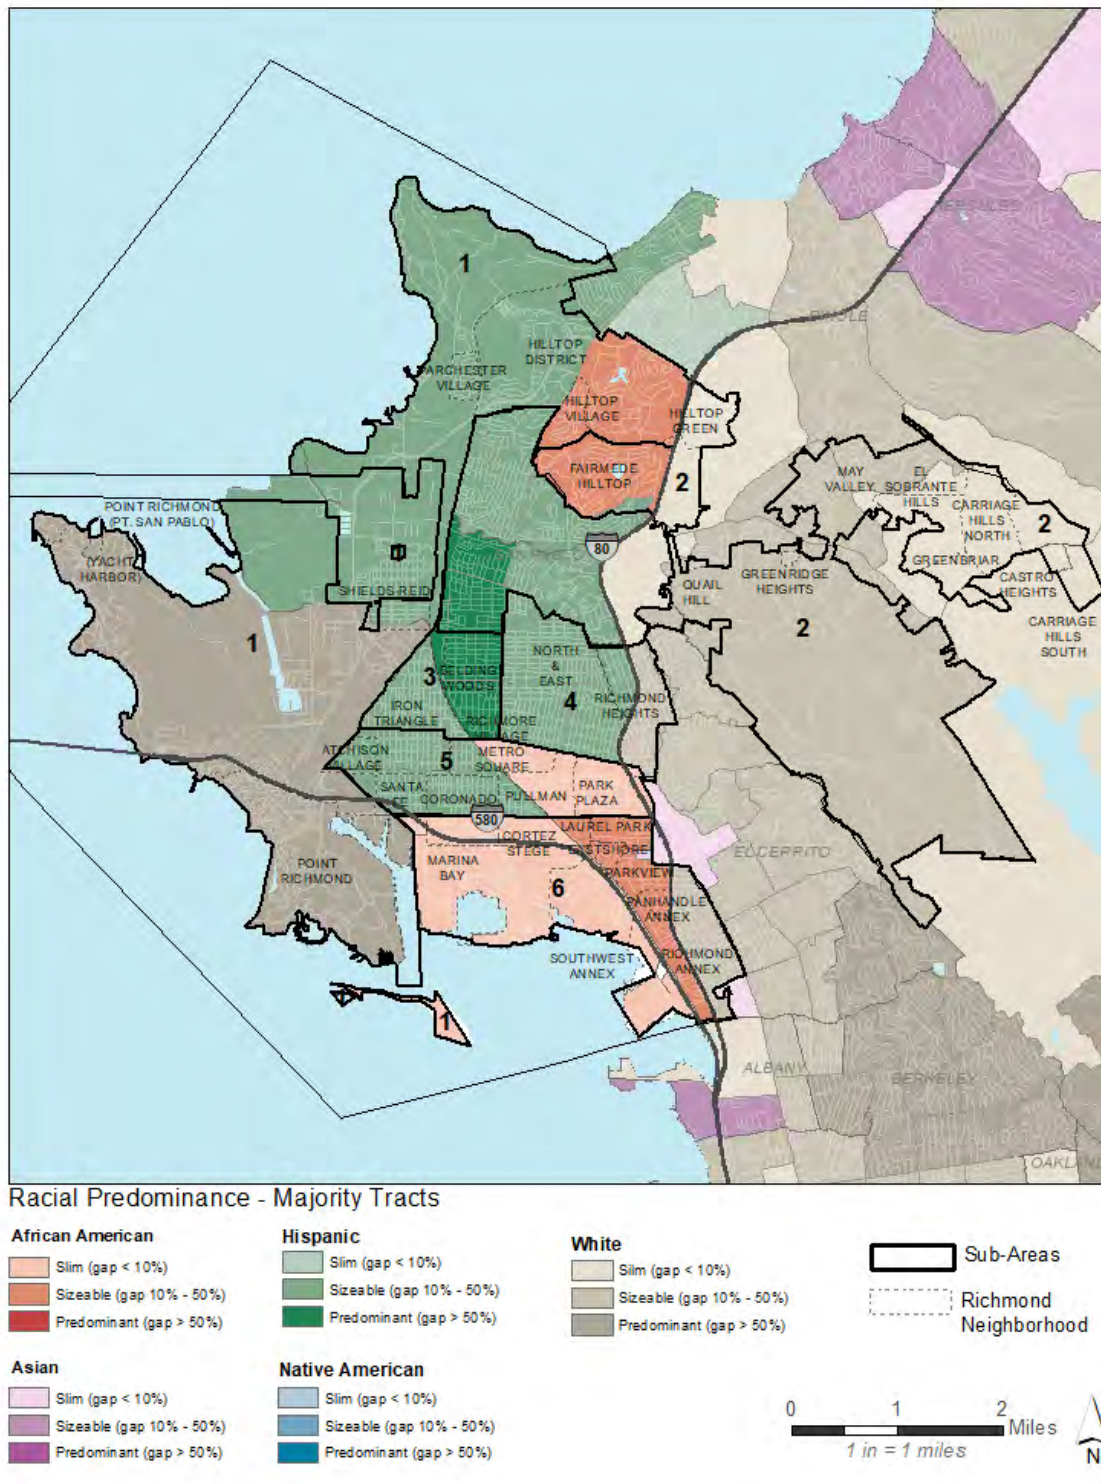 1
HERCULES
PINOLE
HILLTOP
DISTRICT
PARCHESTER
VILLAGE
HILLTOP
VILLAGE
HILLTOP
GREEN
FAIRMEDE
HILLTOP
2
MAY
VALLEY
EL
SOBRANTE
HILLS
CARRIAGE
HILLS
NORTH
2
POINT RICHMOND
(PT. SAN PABLO)
80
(YACHT
HARBOR)
SHIELDS-REID
QUAIL
HILL
GREENRIDGE
HEIGHTS
GREENBRIAR
CASTRO
HEIGHTS
CARRIAGE
HILLS
SOUTH
1
2
NORTH
&
EAST
3
BELDING
WOODS
4
RICHMOND
HEIGHTS
IRON
TRIANGLE
RICHMORE
VILLAGE
ATCHISON
VILLAGE
5
METRO
SQUARE
SANTA
FE
CORONADO
PULLMAN
PARK
PLAZA
580
LAUREL PARK
CORTEZ
STEGE
EASTSHORE
EL CERRITO
POINT
RICHMOND
MARINA
BAY
PARKVIEW
6
PANHANDLE
ANNEX
SOUTHWEST
ANNEX
RICHMOND
ANNEX
1
1
ALBANY
BERKELEY
OAKLAND
Racial Predominance - Majority Tracts
African American
Slim (gap < 10%)
Sizeable (gap 10% - 50%)
Predominant (gap > 50%)
Hispanic
Slim (gap < 10%)
Sizeable (gap 10% - 50%)
Predominant (gap > 50%)
White
Silm (gap < 10%)
Sizeable (gap 10% - 50%)
Predominant (gap > 50%)
Sub-Areas
Richmond
Neighborhood
Asian
Slim (gap < 10%)
Sizeable (gap 10% - 50%)
Predominant (gap > 50%)
Native American
Slim (gap < 10%)
Sizeable (gap 10% - 50%)
Predominant (gap > 50%)
0 1 2
Miles
1 in = 1 miles
N